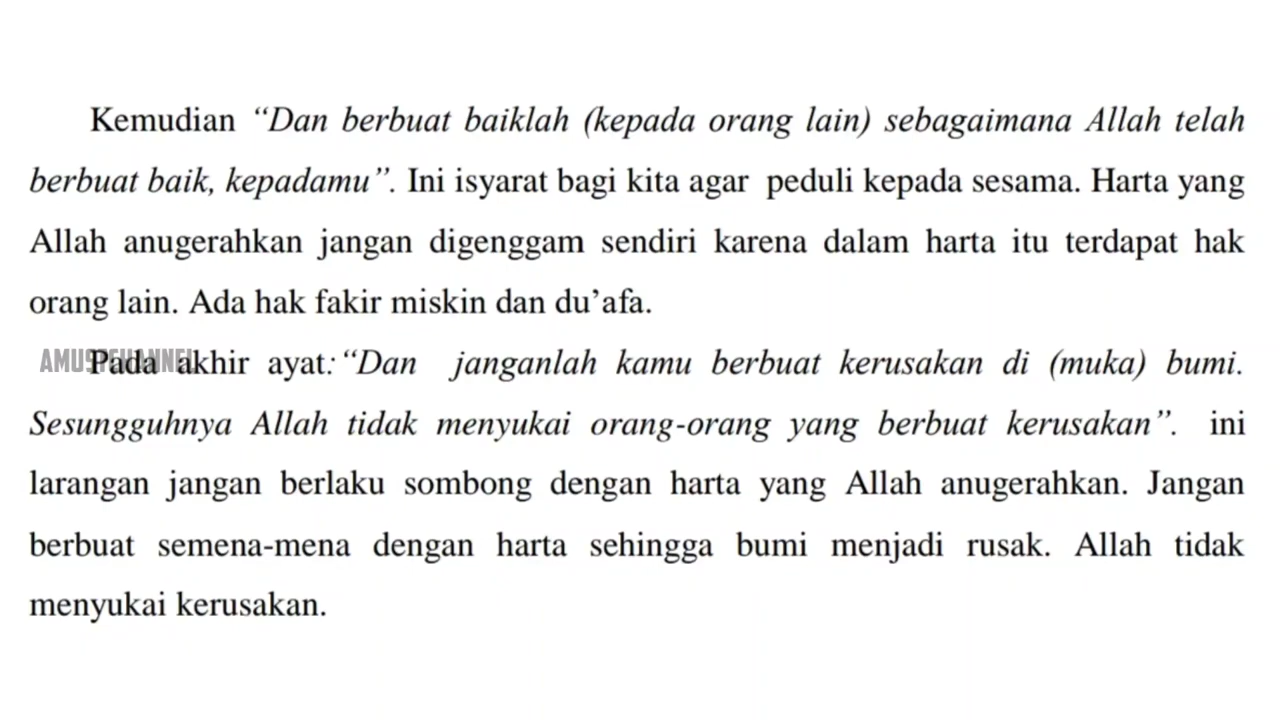 Kemudian “Dan berbuat baiklah (kepada orang lain) sebagaimana Allah telah
berbuat baik, kepadamu”. Ini isyarat bagi kita agar peduli kepada sesama. Harta yang
Allah anugerahkan jangan digenggam sendiri karena dalam harta itu terdapat hak
orang lain. Ada hak fakir miskin dan du’afa.
AMUSTCHANNEL
Pada akhir ayat:“Dan janganlah kamu berbuat kerusakan di (muka) bumi.
Sesungguhnya Allah tidak menyukai orang-orang yang berbuat kerusakan”. ini
larangan jangan berlaku sombong dengan harta yang Allah anugerahkan. Jangan
berbuat semena-mena dengan harta sehingga bumi menjadi rusak. Allah tidak
menyukai kerusakan.